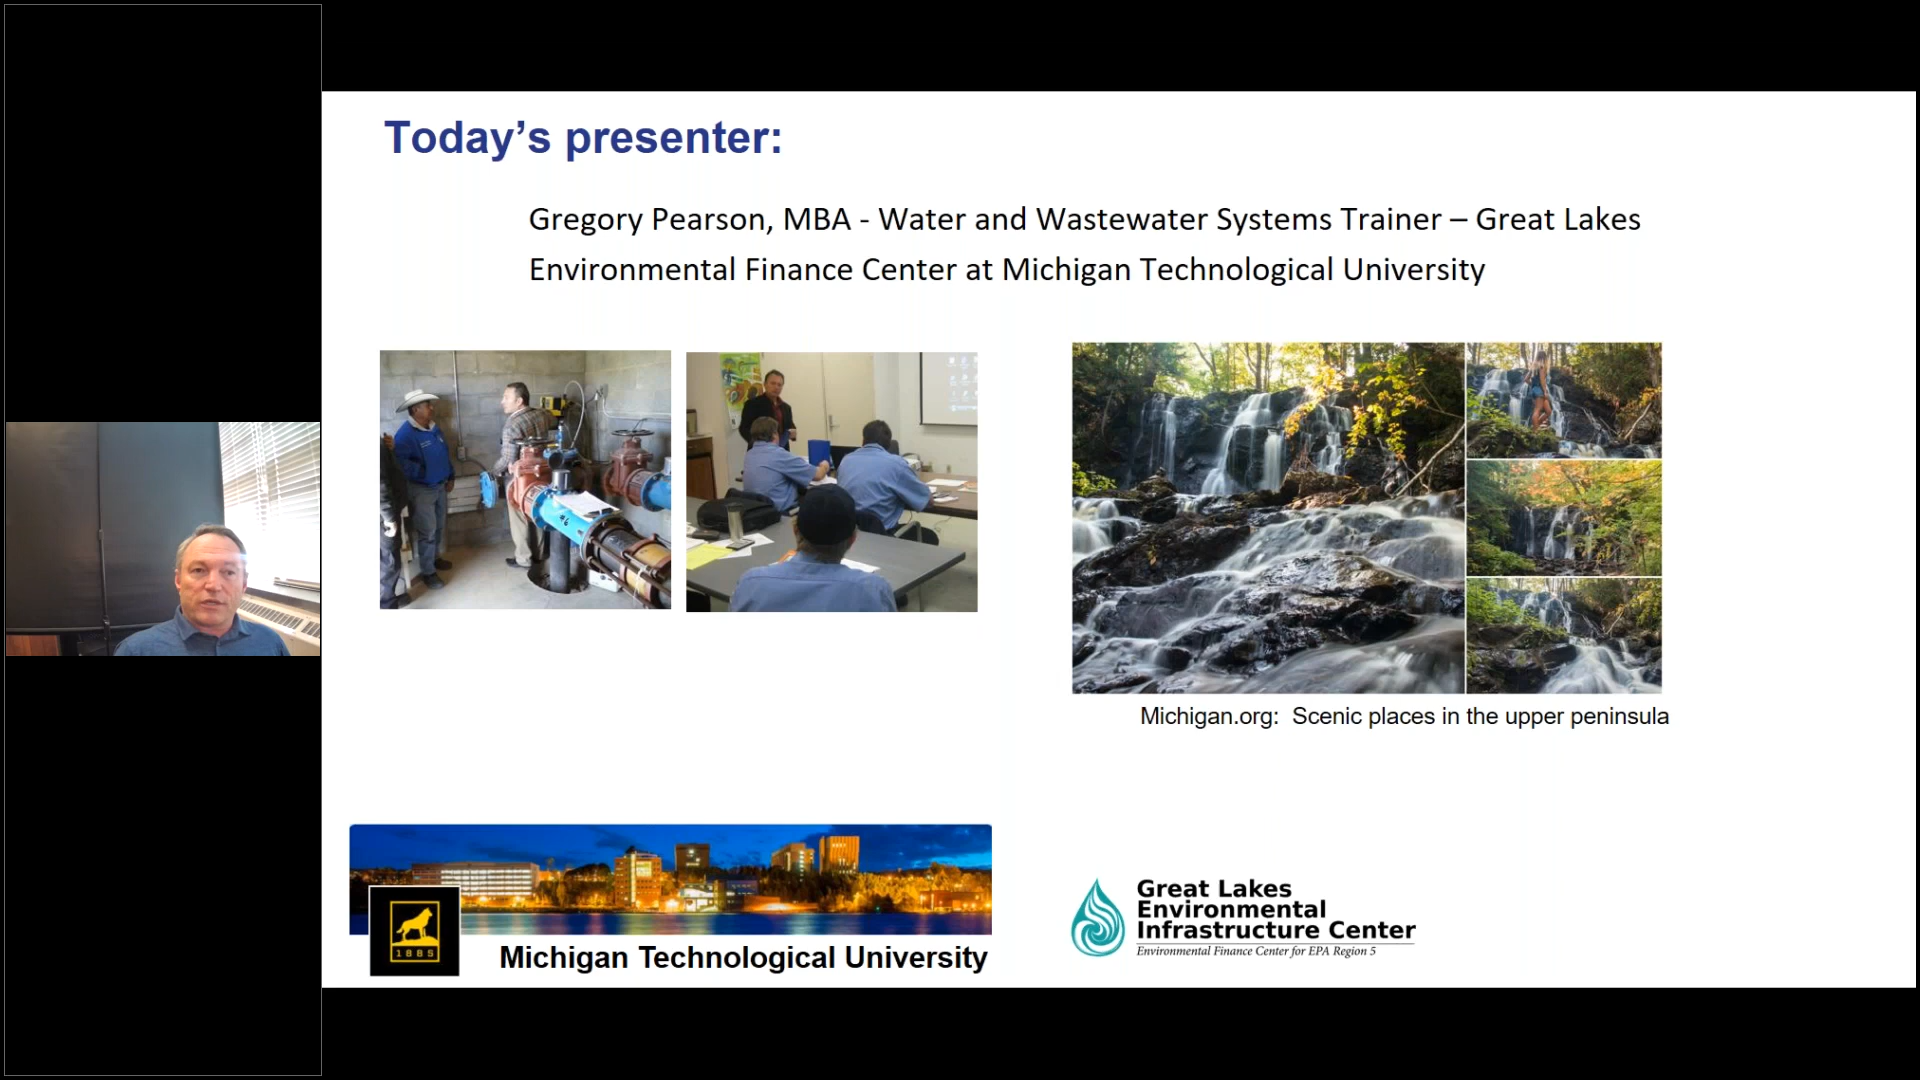 Today’s presenter:
Gregory Pearson, MBA - Water and Wastewater Systems Trainer – Great Lakes
Environmental Finance Center at Michigan Technological University
Michigan.org:  Scenic places in the upper peninsula
1885
Michigan Technological University
Great Lakes
Environmental
Infrastructure Center
Environmental Finance Center for EPA Region 5